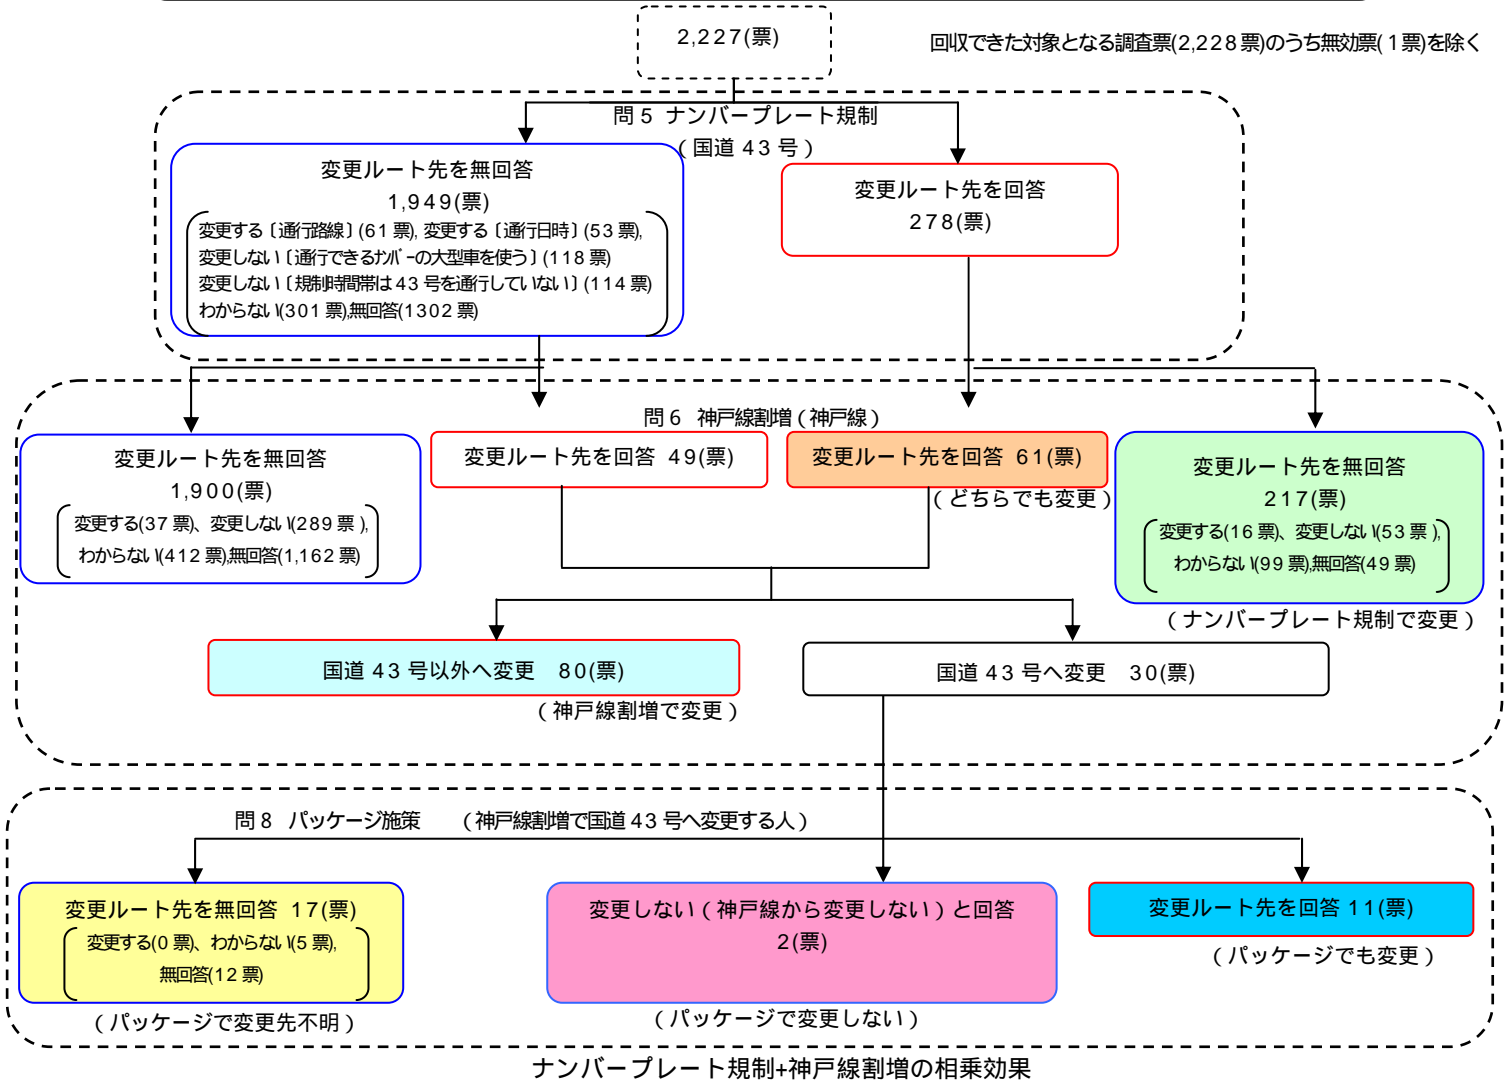 2,227(票)
回収できた対象となる調査票(2,228票)のうち無効票(1票)を除く
問5 ナンバープレート規制
(国道43号)
変更ルート先を無回答
1,949(票)
変更する〔通行路線〕(61票),変更する〔通行日時〕(53票),
変更しない〔通行できるナンバーの大型車を使う〕(118票)
変更しない〔規制時間帯は43号を通行していない〕(114票)
わからない(301票),無回答(1302票)
変更ルート先を回答
278(票)
問6 神戸線割増(神戸線)
変更ルート先を無回答
1,900(票)
変更する(37票)、変更しない(289票),
わからない(412票),無回答(1,162票)
変更ルート先を回答 49(票)
変更ルート先を回答 61(票)
(どちらでも変更)
変更ルート先を無回答
217(票)
変更する(16票)、変更しない(53票),
わからない(99票),無回答(49票)
(ナンバープレート規制で変更)
国道43号以外へ変更 80(票)
(神戸線割増で変更)
国道43号へ変更 30(票)
問8 パッケージ施策 (神戸線割増で国道43号へ変更する人)
変更ルート先を無回答 17(票)
変更する(0票)、わからない(5票),
無回答(12票)
(パッケージで変更先不明)
変更しない(神戸線から変更しない)と回答
2(票)
(パッケージで変更しない)
変更ルート先を回答 11(票)
(パッケージでも変更)
ナンバープレート規制+神戸線割増の相乗効果